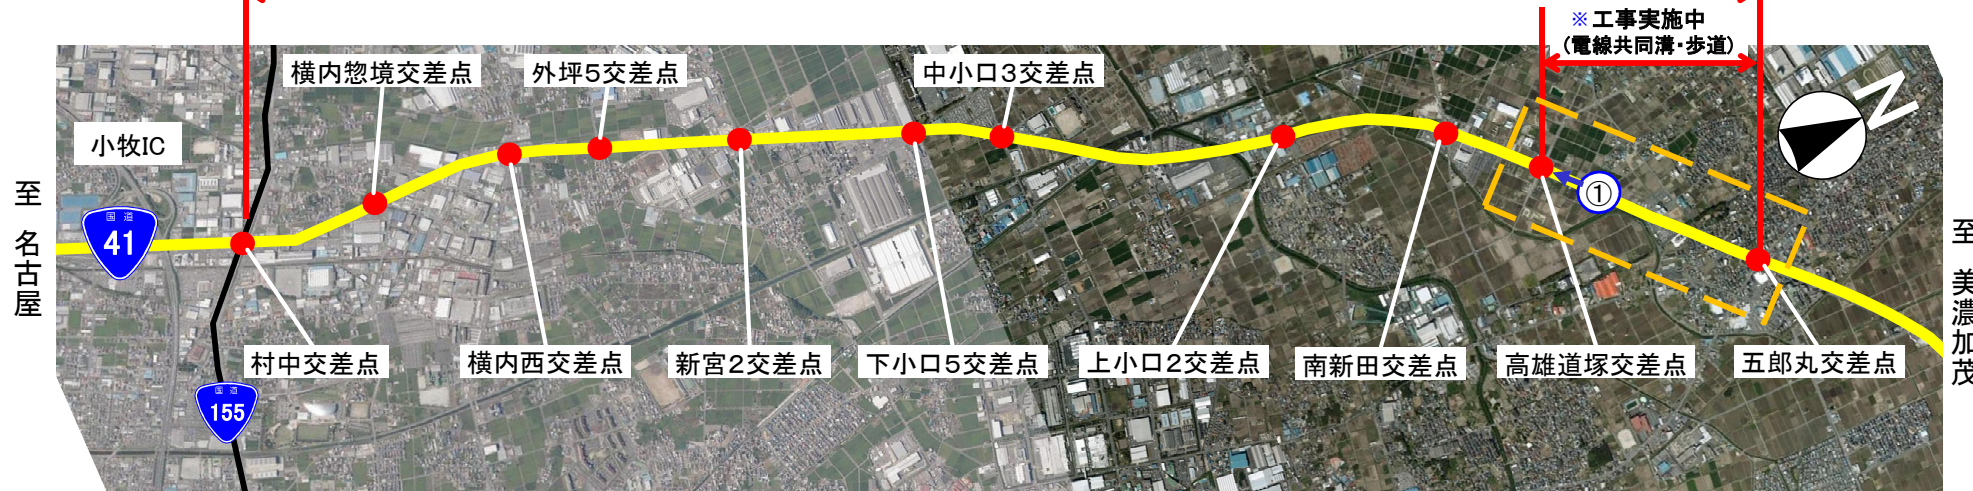 ※工事実施中
(電線共同溝・歩道)
横内惣境交差点
外坪5交差点
中小口3交差点
N
小牧IC
至 名古屋
国道
41
①
至 美濃加茂
村中交差点
横内西交差点
新宮2交差点
下小口5交差点
上小口2交差点
南新田交差点
高雄道塚交差点
五郎丸交差点
国道
155